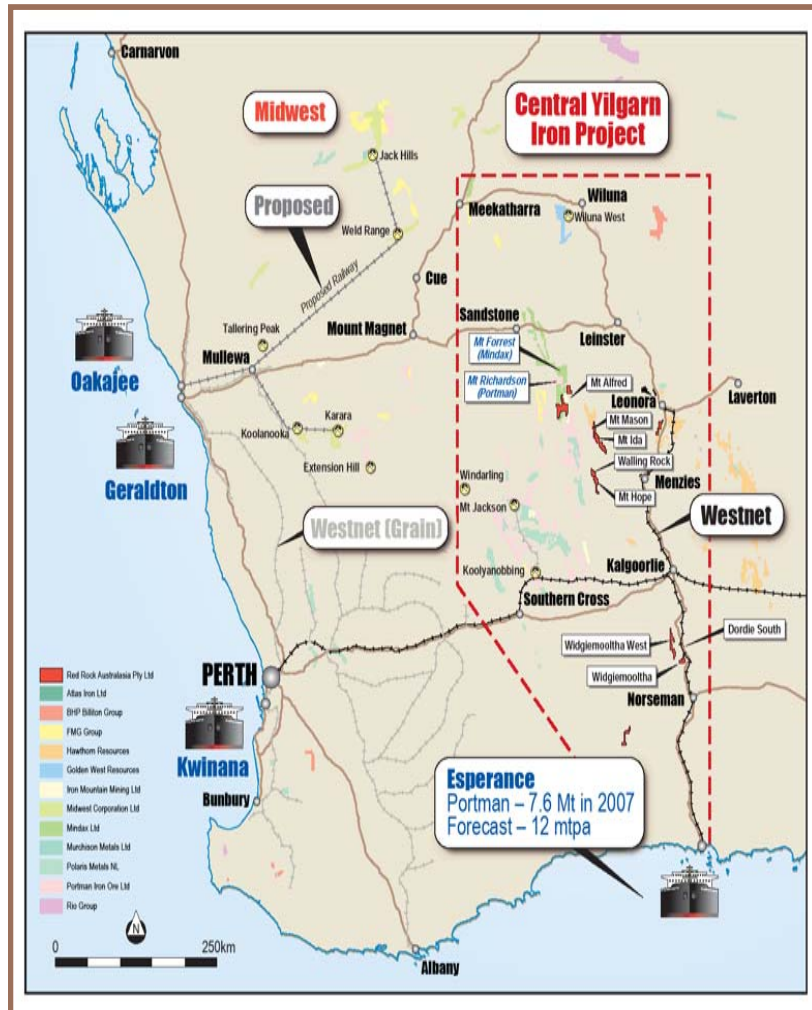 Carnarvon
Midwest
Central Yilgarn
Iron Project
Jack Hills
Proposed
Meekatharra
Wiluna
Wiluna West
Weld Range
Proposed Railway
Cue
Sandstone
Tallering Peak
Mount Magnet
Leinster
Mt Forrest
(Mindax)
Oakajee
Mullewa
Mt Richardson
(Portman)
Mt Alfred
Leonora
Laverton
Mt Mason
Mt Ida
Koolanooka
Karara
Geraldton
Extension Hill
Walling Rock
Windarling
Menzies
Mt Hope
Mt Jackson
Westnet (Grain)
Westnet
Koolyanobbing
Kalgoorlie
Southern Cross
Dordie South
Widgiemooltha West
Widgiemooltha
PERTH
Norseman
Kwinana
Bunbury
Esperance
Portman – 7.6 Mt in 2007
Forecast – 12 mtpa
Red Rock Australasia Pty Ltd
Atlas Iron Ltd
BHP Billiton Group
FMG Group
Hawthorn Resources
Golden West Resources
Iron Mountain Mining Ltd
Midwest Corporation Ltd
Mindax Ltd
Murchison Metals Ltd
Polaris Metals NL
Portman Iron Ore Ltd
Rio Group
N
0
250km
Albany